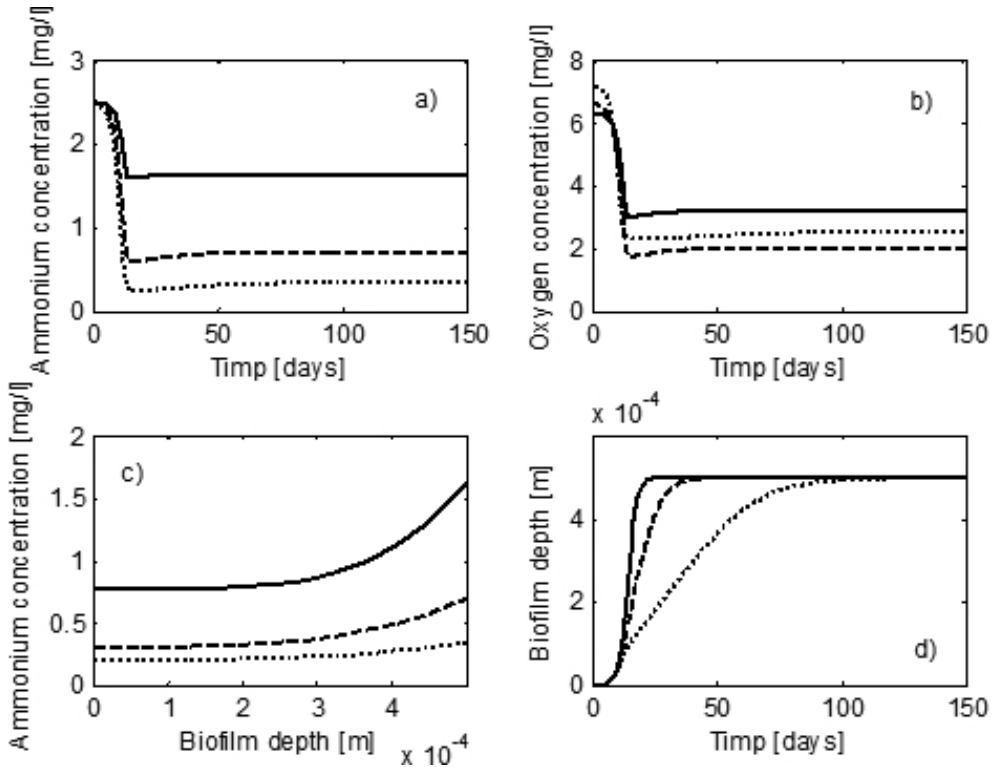 Ammonium concentration [mg/l]
3
2
1
0
a)
0 50 100 150
Timp [days]
Oxygen concentration [mg/l]
8
6
4
2
0
b)
0 50 100 150
Timp [days]
Ammonium concentration [mg/l]
2
1.5
1
0.5
0
c)
0 1 2 3 4
Biofilm depth [m]
x 10⁻⁴
x 10⁻⁴
Biofilm depth [m]
4
2
0
d)
0 50 100 150
Timp [days]